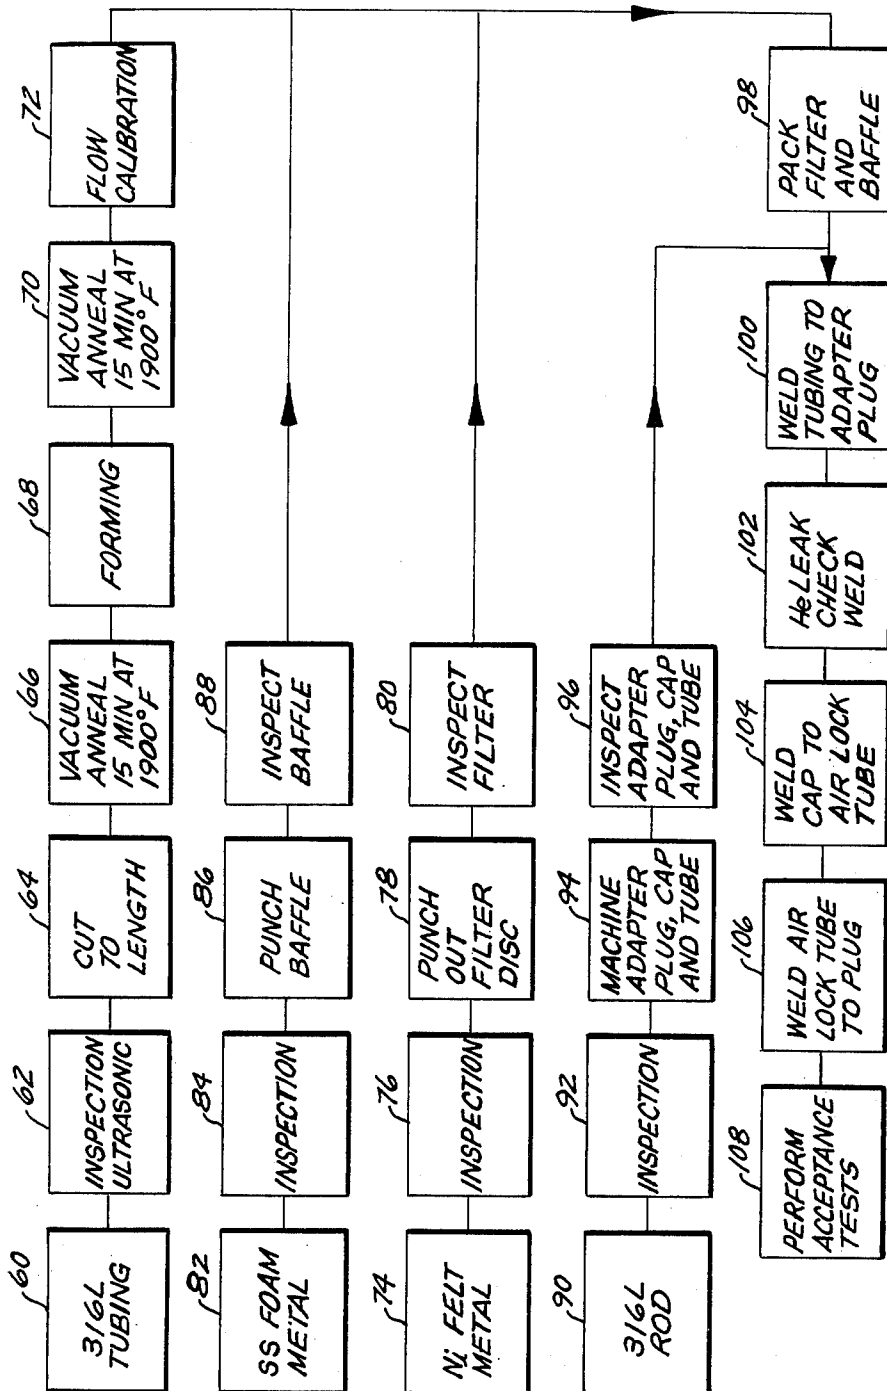 60
316L
TUBING
62
INSPECTION
ULTRASONIC
64
CUT
TO
LENGTH
66
VACUUM
ANNEAL
15 MIN AT
1900° F
68
FORMING
70
VACUUM
ANNEAL
15 MIN AT
1900° F
72
FLOW
CALIBRATION
82
SS FOAM
METAL
84
INSPECTION
86
PUNCH
BAFFLE
88
INSPECT
BAFFLE
74
Ni FELT
METAL
76
INSPECTION
78
PUNCH
OUT
FILTER
DISC
80
INSPECT
FILTER
90
316L
ROD
92
INSPECTION
94
MACHINE
ADAPTER
PLUG, CAP
AND TUBE
96
INSPECT
ADAPTER
PLUG, CAP
AND TUBE
98
PACK
FILTER
AND
BAFFLE
100
WELD
TUBING TO
ADAPTER
PLUG
102
He LEAK
CHECK
WELD
104
WELD
CAP TO
AIR LOCK
TUBE
106
WELD AIR
LOCK TUBE
TO PLUG
108
PERFORM
ACCEPTANCE
TESTS